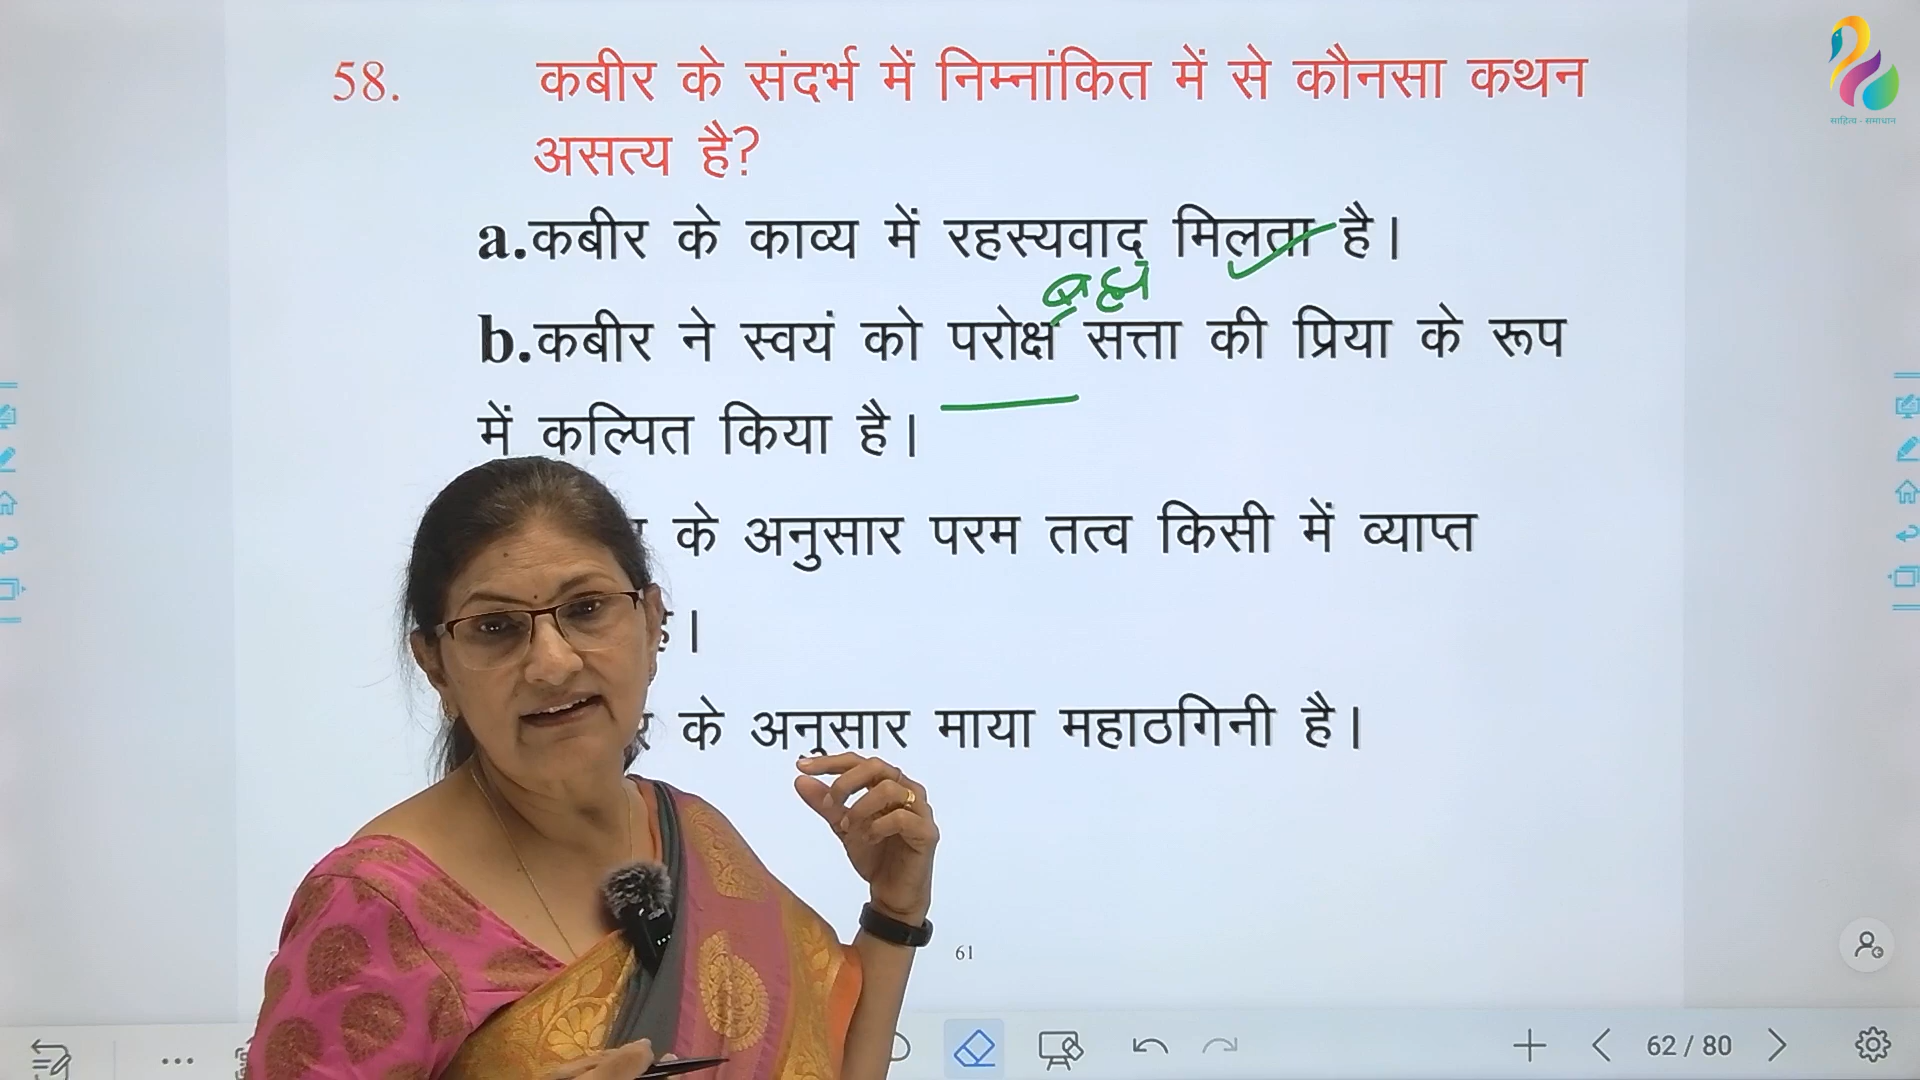 58. कबीर के संदर्भ में निम्नांकित में से कौनसा कथन
असत्य है?
a.कबीर के काव्य में रहस्यवाद मिलता है।
ब्रह्म
b.कबीर ने स्वयं को परोक्ष सत्ता की प्रिया के रूप
में कल्पित किया है।
के अनुसार परम तत्व किसी में व्याप्त
है।
के अनुसार माया महाठगिनी है।
61
62 / 80
साहित्य - समाधान